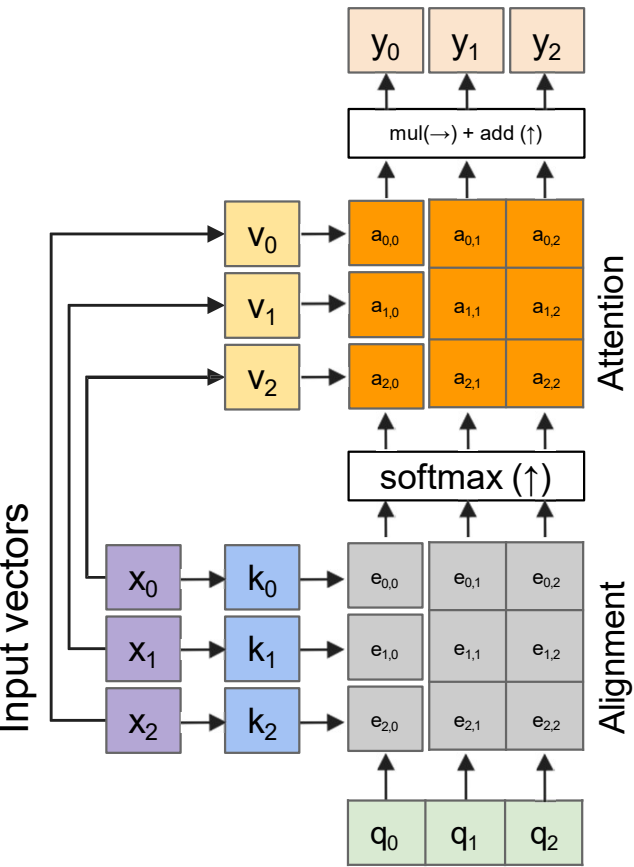 y0 y1 y2
mul(→) + add (↑)
v0 a0,0 a0,1 a0,2
v1 a1,0 a1,1 a1,2
v2 a2,0 a2,1 a2,2
Attention
softmax (↑)
Input vectors
x0 k0 e0,0 e0,1 e0,2
x1 k1 e1,0 e1,1 e1,2
x2 k2 e2,0 e2,1 e2,2
Alignment
q0 q1 q2